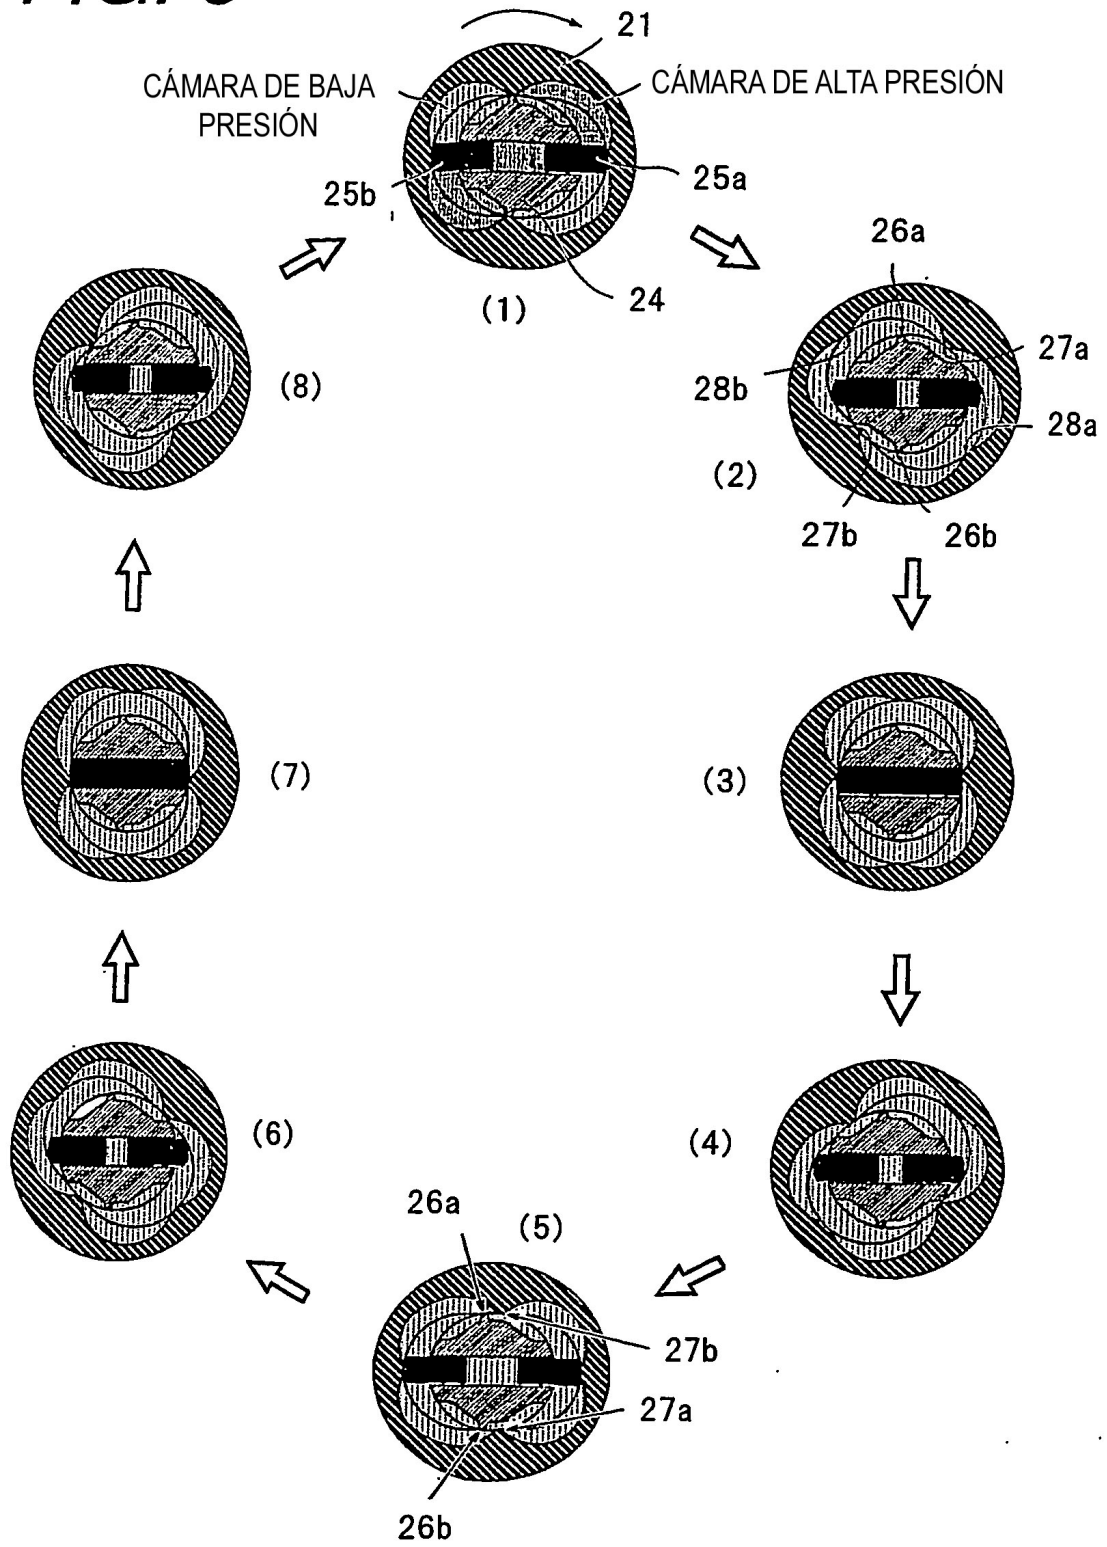 21
CÁMARA DE BAJA
PRESIÓN
CÁMARA DE ALTA PRESIÓN
25b
25a
24
(1)
26a
27a
28b
28a
(2)
27b
26b
(8)
(7)
(3)
(6)
(4)
26a
(5)
27b
27a
26b